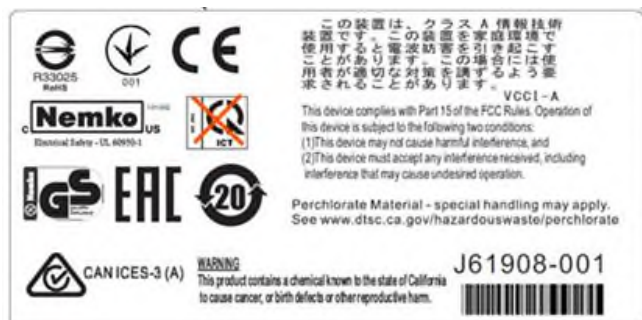 R33025
RoHS
001
CE
c Nemko US
Electrical Safety - UL 60950-1
ICT
Nemko
GS
EAC
20
CAN ICES-3 (A)
この装置は、クラス A 情報技術
装置です。この装置を家庭環境で
使用すると電波妨害を引き起こす
ことがあります。この場合には使
用者が適切な対策を講ずるよう要
求されることがあります。
VCCI-A
This device complies with Part 15 of the FCC Rules. Operation of
this device is subject to the following two conditions:
(1)This device may not cause harmful interference, and
(2)This device must accept any interference received, including
interference that may cause undesired operation.
Perchlorate Material - special handling may apply.
See www.dtsc.ca.gov/hazardouswaste/perchlorate
WARNING
This product contains a chemical known to the state of California
to cause cancer, or birth defects or other reproductive harm.
J61908-001